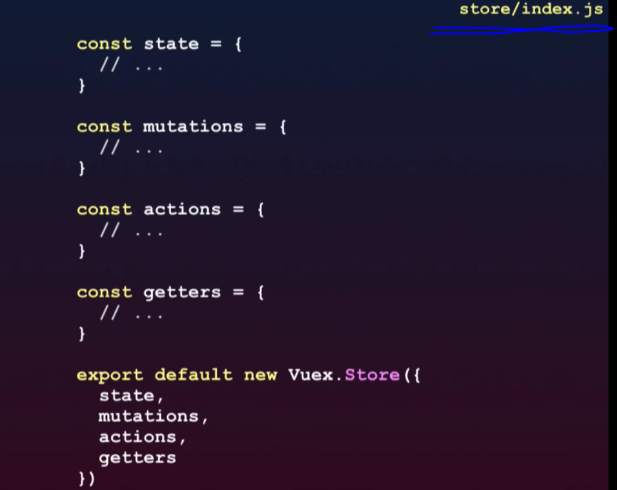 store/index.js
const state = {
  // ...
}
const mutations = {
  // ...
}
const actions = {
  // ...
}
const getters = {
  // ...
}
export default new Vuex.Store({
  state,
  mutations,
  actions,
  getters
})